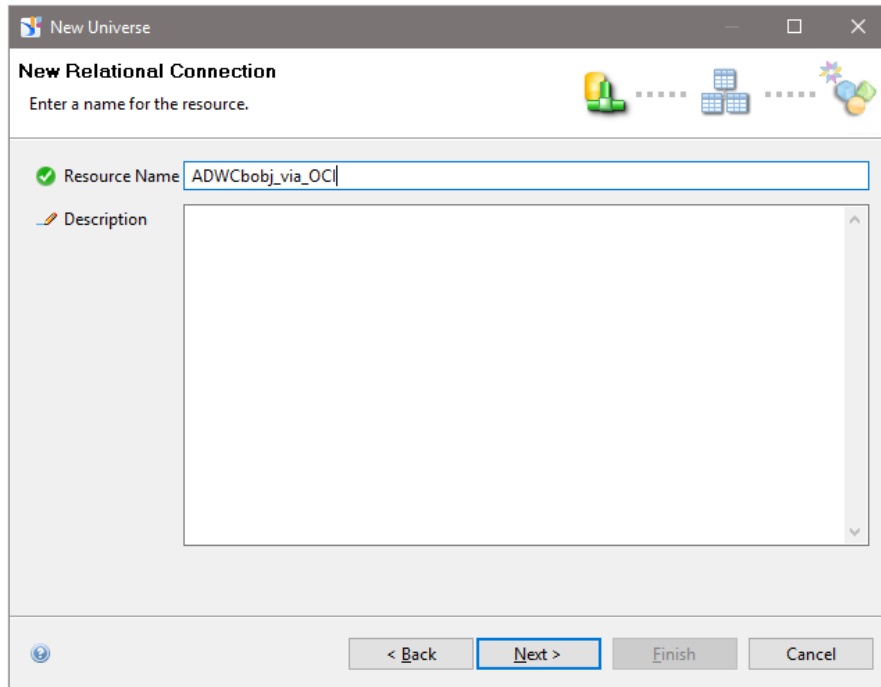 New Universe
New Relational Connection
Enter a name for the resource.
Resource Name ADWCbobj_via_OCI
Description
< Back Next > Finish Cancel